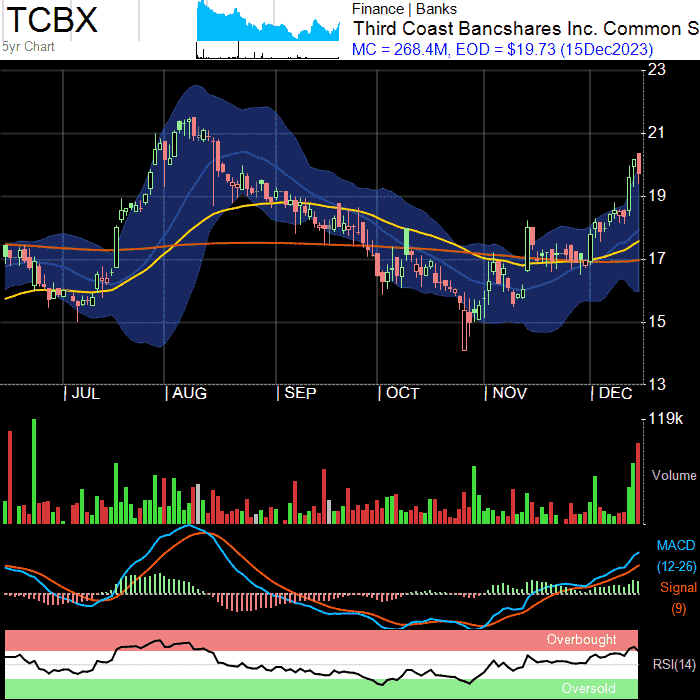 TCBX
5yr Chart
Finance | Banks
Third Coast Bancshares Inc. Common S
MC = 268.4M, EOD = $19.73 (15Dec2023)
23
21
19
17
15
13
| JUL | AUG | SEP | OCT | NOV | DEC
119k
Volume
MACD
(12-26)
Signal
(9)
Overbought
RSI(14)
Oversold